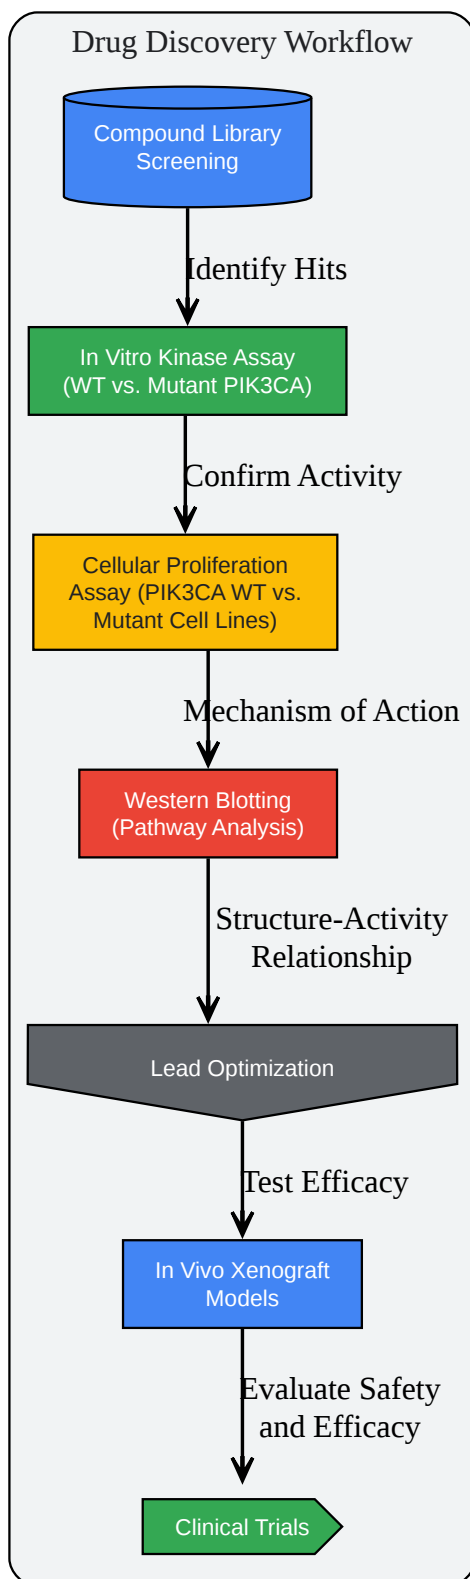 Drug Discovery Workflow
Compound Library
Screening
Identify Hits
In Vitro Kinase Assay
(WT vs. Mutant PIK3CA)
Confirm Activity
Cellular Proliferation
Assay (PIK3CA WT vs.
Mutant Cell Lines)
Mechanism of Action
Western Blotting
(Pathway Analysis)
Structure-Activity
Relationship
Lead Optimization
Test Efficacy
In Vivo Xenograft
Models
Evaluate Safety
and Efficacy
Clinical Trials